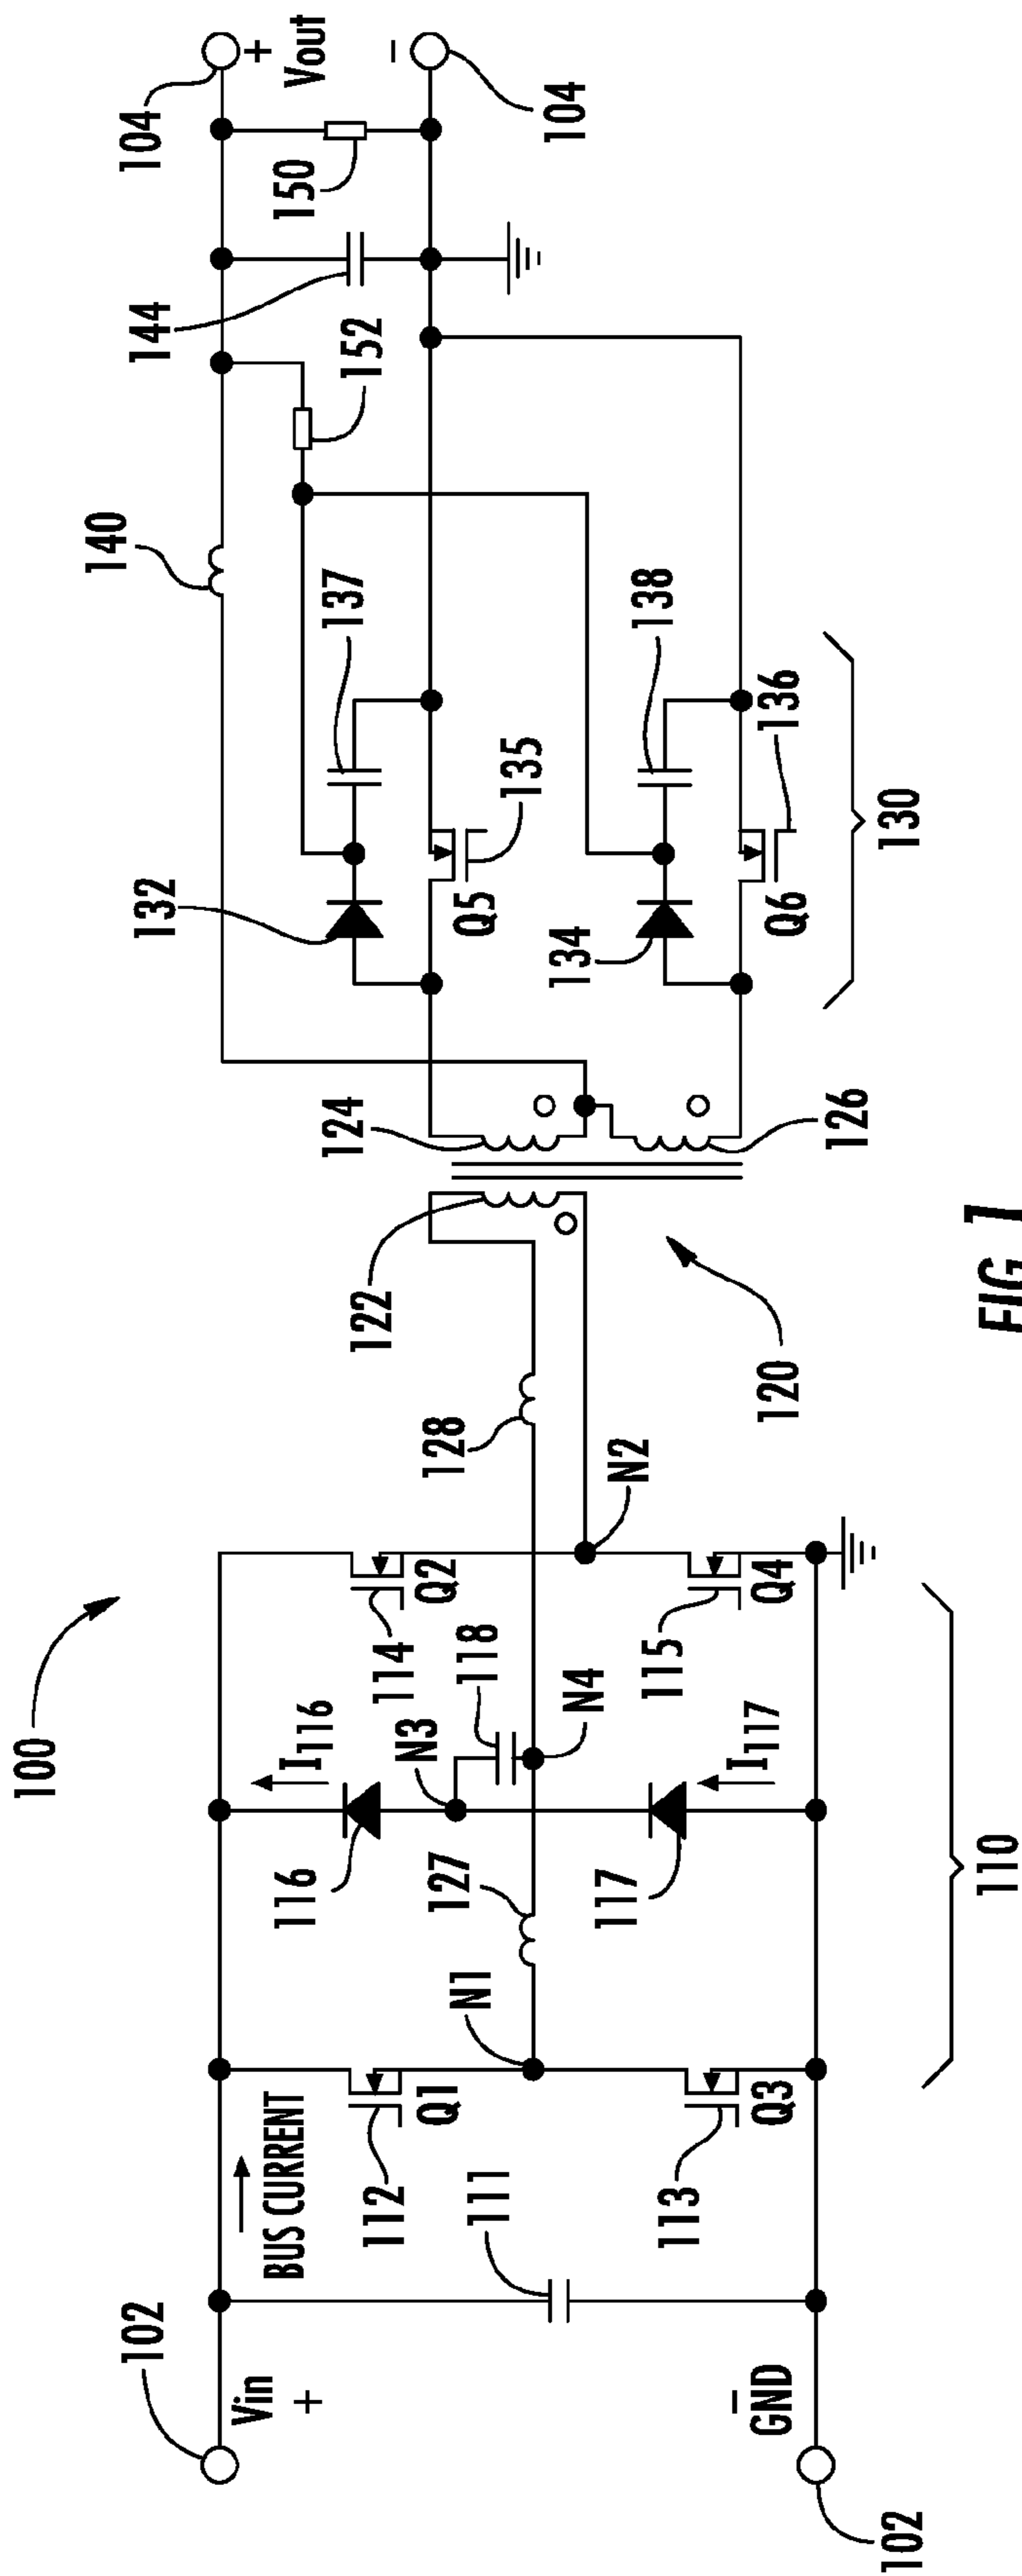 100
102
Vin
+
BUS CURRENT
111
112
Q1
N1
113
Q3
−
GND
102
116
I116
N3
118
127
N4
117
I117
114
Q2
N2
115
Q4
110
128
122
120
124
126
132
137
Q5
135
134
138
Q6
136
130
140
152
144
150
104
+
Vout
−
104
FIG. 1